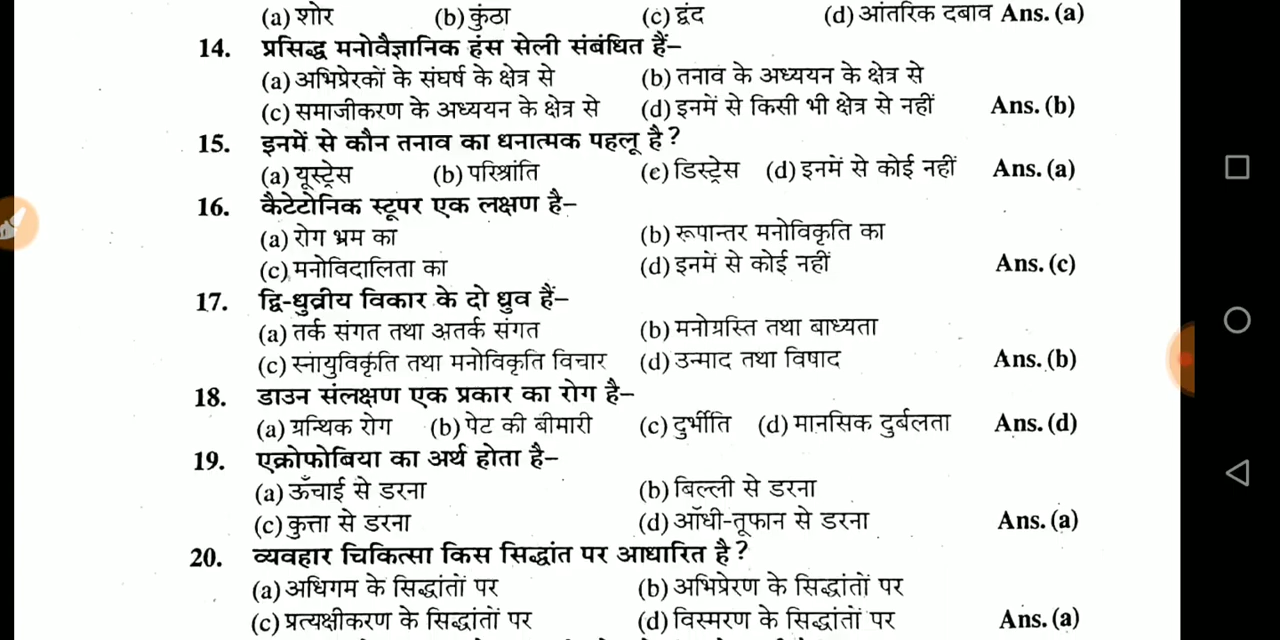 (a) शोर (b) कुंठा (c) द्वंद (d) आंतरिक दबाव Ans. (a)
14. प्रसिद्ध मनोवैज्ञानिक हंस सेली संबंधित हैं–
(a) अभिप्रेरकों के संघर्ष के क्षेत्र से (b) तनाव के अध्ययन के क्षेत्र से
(c) समाजीकरण के अध्ययन के क्षेत्र से (d) इनमें से किसी भी क्षेत्र से नहीं Ans. (b)
15. इनमें से कौन तनाव का धनात्मक पहलू है?
(a) यूस्ट्रेस (b) परिश्रांति (c) डिस्ट्रेस (d) इनमें से कोई नहीं Ans. (a)
16. कैटेटोनिक स्टूपर एक लक्षण है–
(a) रोग भ्रम का (b) रूपान्तर मनोविकृति का
(c) मनोविदालिता का (d) इनमें से कोई नहीं Ans. (c)
17. द्वि-धुव्रीय विकार के दो ध्रुव हैं–
(a) तर्क संगत तथा अतर्क संगत (b) मनोग्रस्ति तथा बाध्यता
(c) स्नायुविकृति तथा मनोविकृति विचार (d) उन्माद तथा विषाद Ans. (b)
18. डाउन संलक्षण एक प्रकार का रोग है–
(a) ग्रन्थिक रोग (b) पेट की बीमारी (c) दुर्भीति (d) मानसिक दुर्बलता Ans. (d)
19. एक्रोफोबिया का अर्थ होता है–
(a) ऊँचाई से डरना (b) बिल्ली से डरना
(c) कुत्ता से डरना (d) आँधी-तूफान से डरना Ans. (a)
20. व्यवहार चिकित्सा किस सिद्धांत पर आधारित है?
(a) अधिगम के सिद्धांतों पर (b) अभिप्रेरण के सिद्धांतों पर
(c) प्रत्यक्षीकरण के सिद्धांतों पर (d) विस्मरण के सिद्धांतों पर Ans. (a)